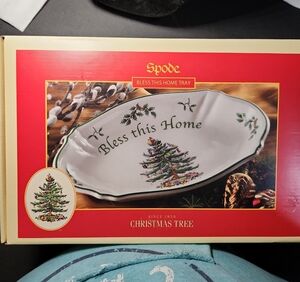 Spode
BLESS THIS HOME TRAY
Bless this Home
SINCE 1938
CHRISTMAS TREE